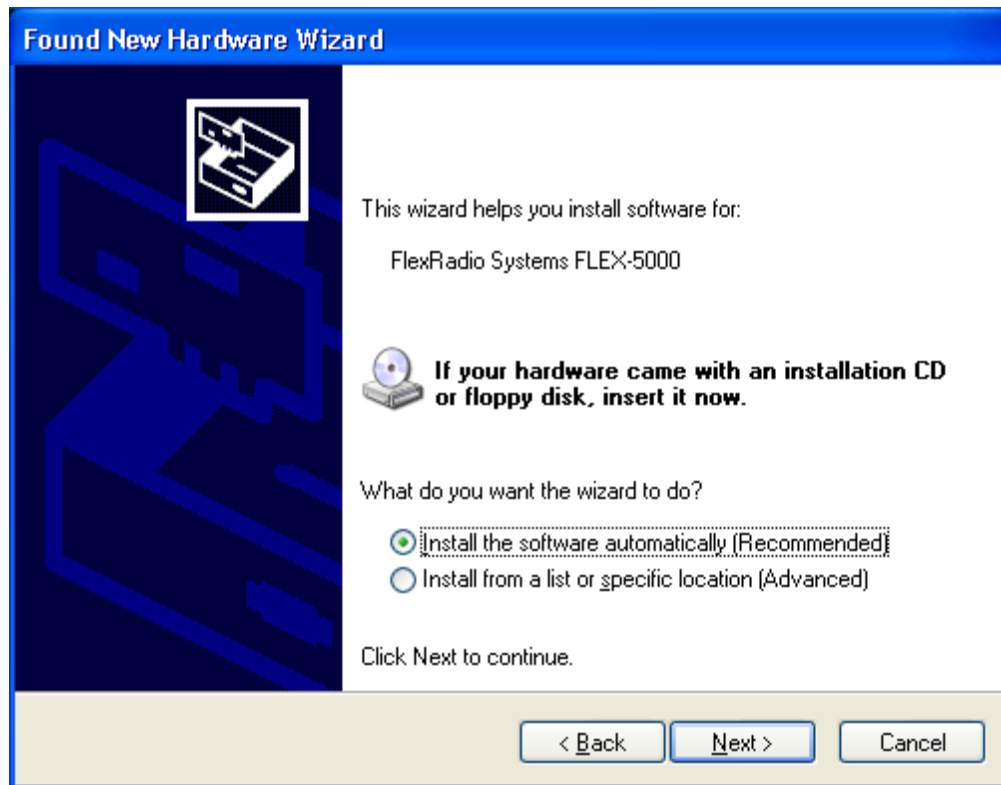 Found New Hardware Wizard
This wizard helps you install software for:
FlexRadio Systems FLEX-5000
If your hardware came with an installation CD
or floppy disk, insert it now.
What do you want the wizard to do?
Install the software automatically (Recommended)
Install from a list or specific location (Advanced)
Click Next to continue.
< Back
Next >
Cancel